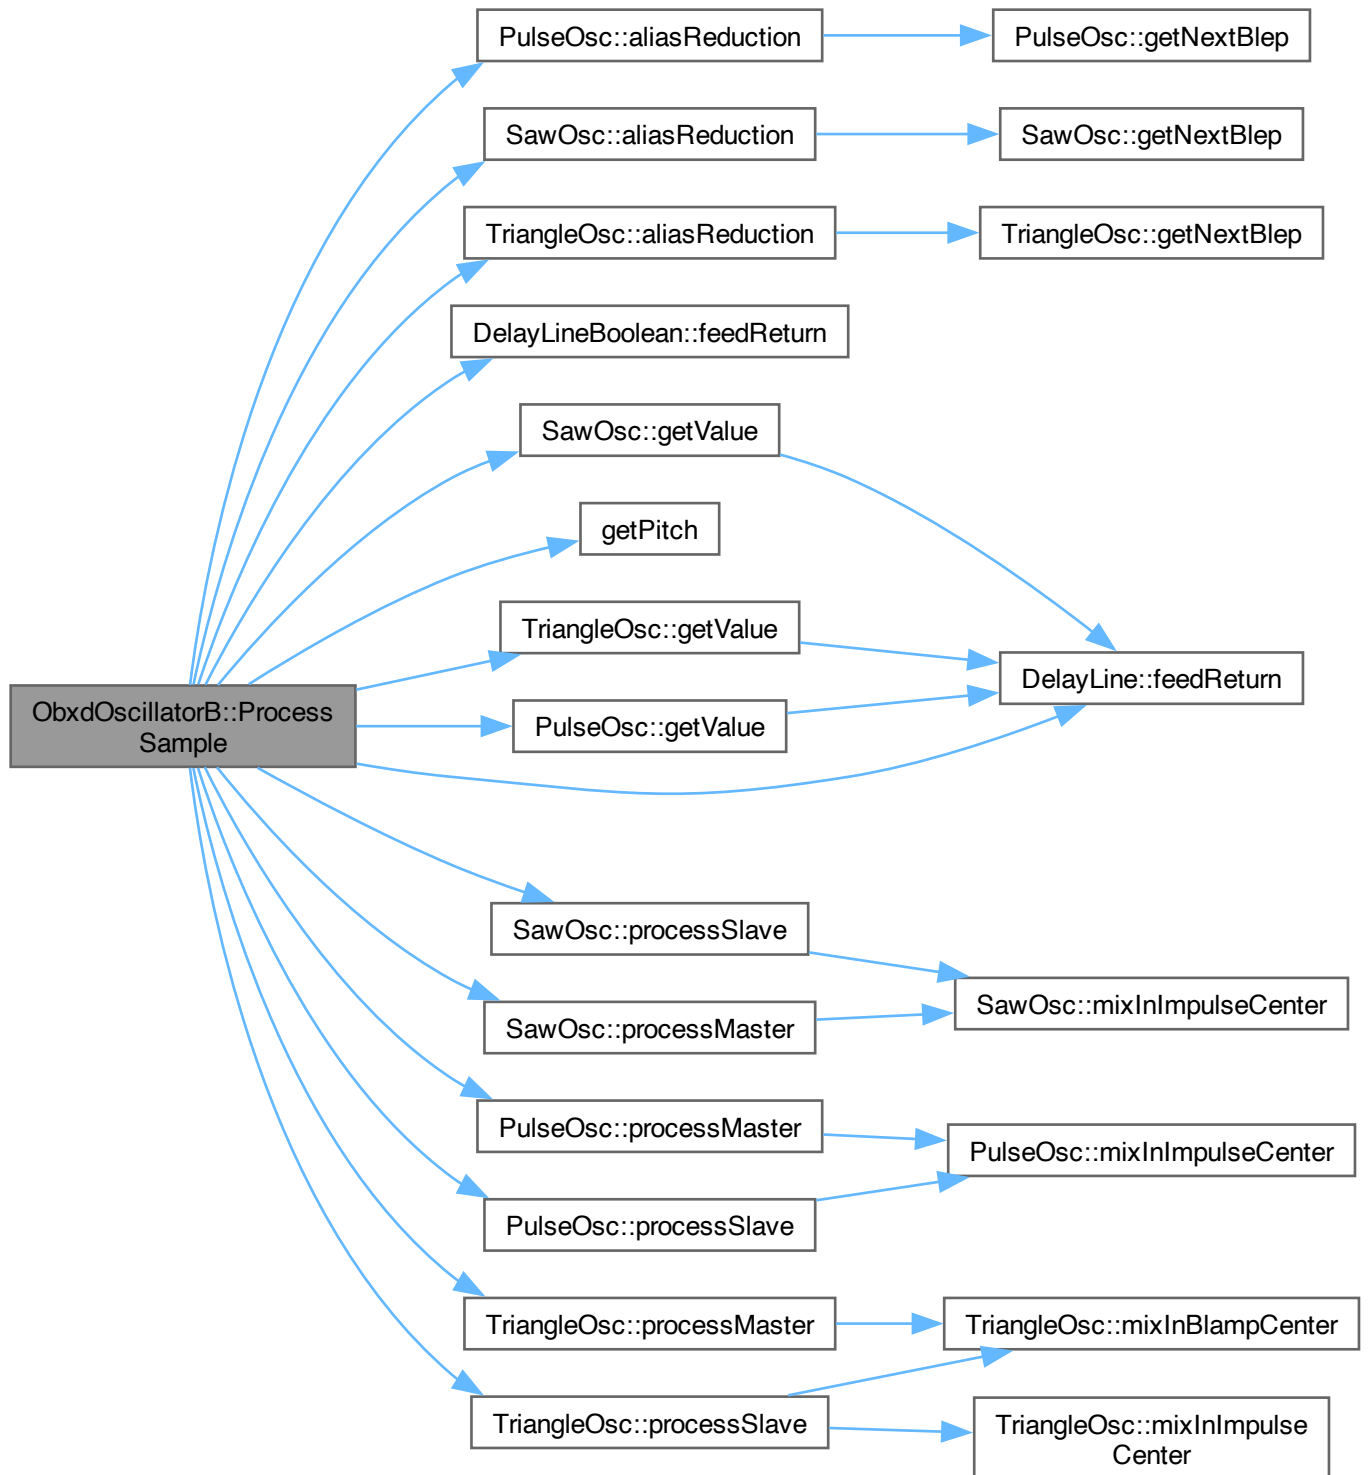 PulseOsc::aliasReduction
PulseOsc::getNextBlep
SawOsc::aliasReduction
SawOsc::getNextBlep
TriangleOsc::aliasReduction
TriangleOsc::getNextBlep
DelayLineBoolean::feedReturn
SawOsc::getValue
getPitch
TriangleOsc::getValue
DelayLine::feedReturn
ObxdOscillatorB::Process
Sample
PulseOsc::getValue
SawOsc::processSlave
SawOsc::mixInImpulseCenter
SawOsc::processMaster
PulseOsc::processMaster
PulseOsc::mixInImpulseCenter
PulseOsc::processSlave
TriangleOsc::processMaster
TriangleOsc::mixInBlampCenter
TriangleOsc::processSlave
TriangleOsc::mixInImpulse
Center